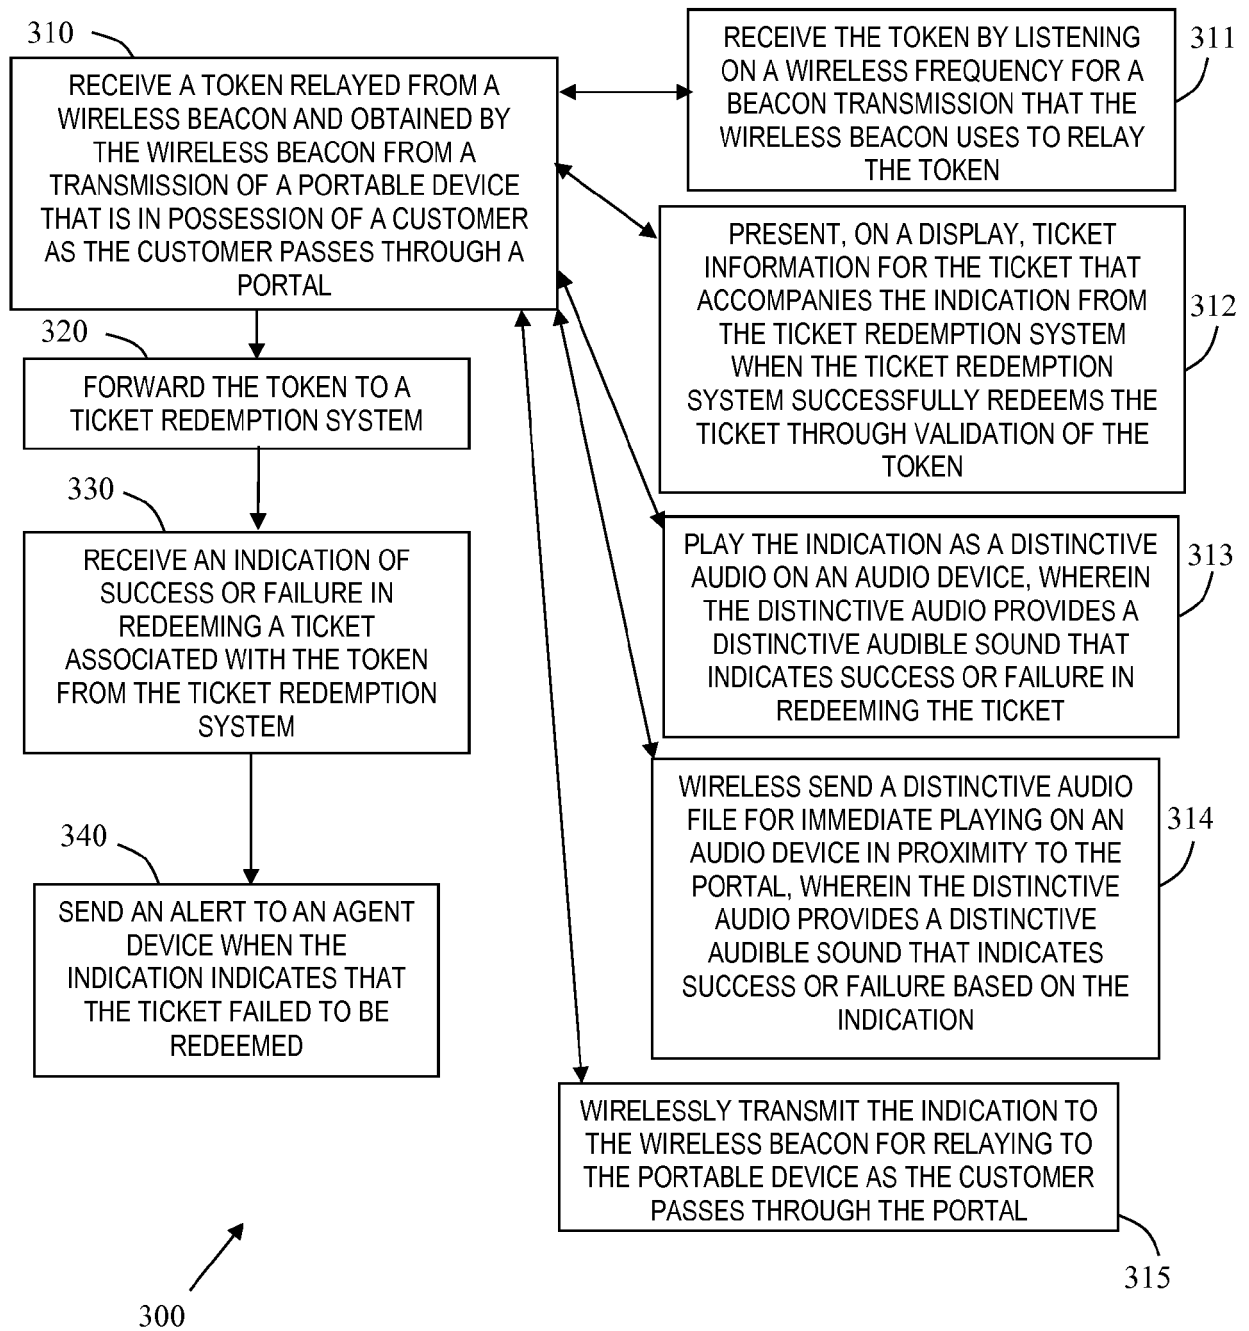 310
RECEIVE A TOKEN RELAYED FROM A
WIRELESS BEACON AND OBTAINED BY
THE WIRELESS BEACON FROM A
TRANSMISSION OF A PORTABLE DEVICE
THAT IS IN POSSESSION OF A CUSTOMER
AS THE CUSTOMER PASSES THROUGH A
PORTAL
320
FORWARD THE TOKEN TO A
TICKET REDEMPTION SYSTEM
330
RECEIVE AN INDICATION OF
SUCCESS OR FAILURE IN
REDEEMING A TICKET
ASSOCIATED WITH THE TOKEN
FROM THE TICKET REDEMPTION
SYSTEM
340
SEND AN ALERT TO AN AGENT
DEVICE WHEN THE
INDICATION INDICATES THAT
THE TICKET FAILED TO BE
REDEEMED
300
RECEIVE THE TOKEN BY LISTENING
ON A WIRELESS FREQUENCY FOR A
BEACON TRANSMISSION THAT THE
WIRELESS BEACON USES TO RELAY
THE TOKEN
311
PRESENT, ON A DISPLAY, TICKET
INFORMATION FOR THE TICKET THAT
ACCOMPANIES THE INDICATION FROM
THE TICKET REDEMPTION SYSTEM
WHEN THE TICKET REDEMPTION
SYSTEM SUCCESSFULLY REDEEMS THE
TICKET THROUGH VALIDATION OF THE
TOKEN
312
PLAY THE INDICATION AS A DISTINCTIVE
AUDIO ON AN AUDIO DEVICE, WHEREIN
THE DISTINCTIVE AUDIO PROVIDES A
DISTINCTIVE AUDIBLE SOUND THAT
INDICATES SUCCESS OR FAILURE IN
REDEEMING THE TICKET
313
WIRELESS SEND A DISTINCTIVE AUDIO
FILE FOR IMMEDIATE PLAYING ON AN
AUDIO DEVICE IN PROXIMITY TO THE
PORTAL, WHEREIN THE DISTINCTIVE
AUDIO PROVIDES A DISTINCTIVE
AUDIBLE SOUND THAT INDICATES
SUCCESS OR FAILURE BASED ON THE
INDICATION
314
WIRELESSLY TRANSMIT THE INDICATION TO
THE WIRELESS BEACON FOR RELAYING TO
THE PORTABLE DEVICE AS THE CUSTOMER
PASSES THROUGH THE PORTAL
315